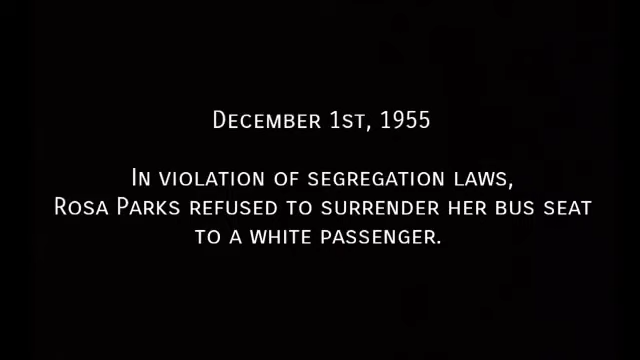 December 1st, 1955
In violation of segregation laws,
Rosa Parks refused to surrender her bus seat
to a white passenger.